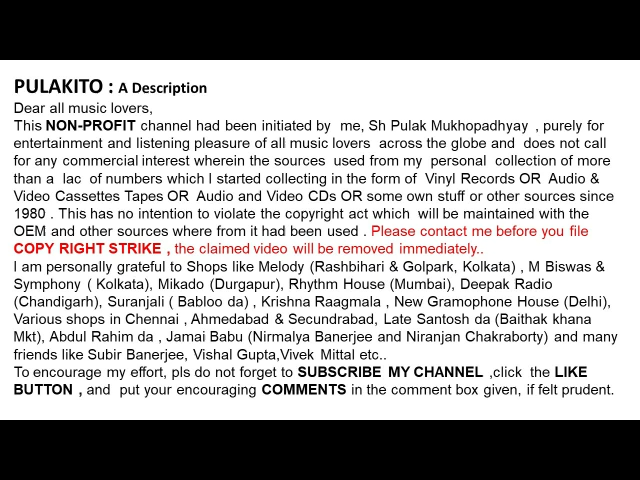 PULAKITO : A Description
Dear all music lovers,
This NON-PROFIT channel had been initiated by me, Sh Pulak Mukhopadhyay , purely for
entertainment and listening pleasure of all music lovers across the globe and does not call
for any commercial interest wherein the sources used from my personal collection of more
than a lac of numbers which I started collecting in the form of Vinyl Records OR Audio &
Video Cassettes Tapes OR Audio and Video CDs OR some own stuff or other sources since
1980 . This has no intention to violate the copyright act which will be maintained with the
OEM and other sources where from it had been used . Please contact me before you file
COPY RIGHT STRIKE , the claimed video will be removed immediately..
I am personally grateful to Shops like Melody (Rashbihari & Golpark, Kolkata) , M Biswas &
Symphony ( Kolkata), Mikado (Durgapur), Rhythm House (Mumbai), Deepak Radio
(Chandigarh), Suranjali ( Babloo da) , Krishna Raagmala , New Gramophone House (Delhi),
Various shops in Chennai , Ahmedabad & Secundrabad, Late Santosh da (Baithak khana
Mkt), Abdul Rahim da , Jamai Babu (Nirmalya Banerjee and Niranjan Chakraborty) and many
friends like Subir Banerjee, Vishal Gupta,Vivek Mittal etc..
To encourage my effort, pls do not forget to SUBSCRIBE MY CHANNEL ,click the LIKE
BUTTON , and put your encouraging COMMENTS in the comment box given, if felt prudent.